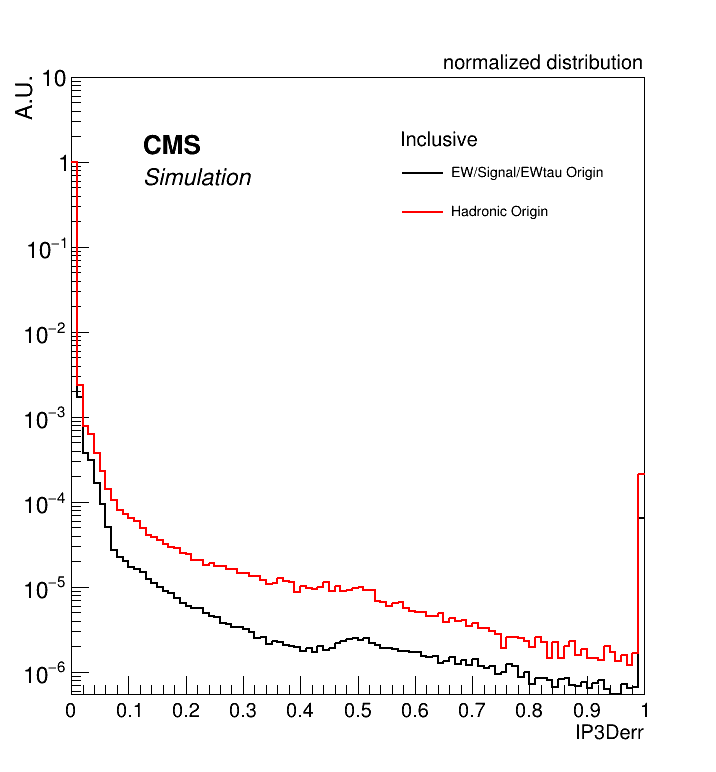 normalized distribution
A.U.
10
CMS
Simulation
Inclusive
EW/Signal/EWtau Origin
Hadronic Origin
1
10⁻¹
10⁻²
10⁻³
10⁻⁴
10⁻⁵
10⁻⁶
0 0.1 0.2 0.3 0.4 0.5 0.6 0.7 0.8 0.9 1
IP3Derr